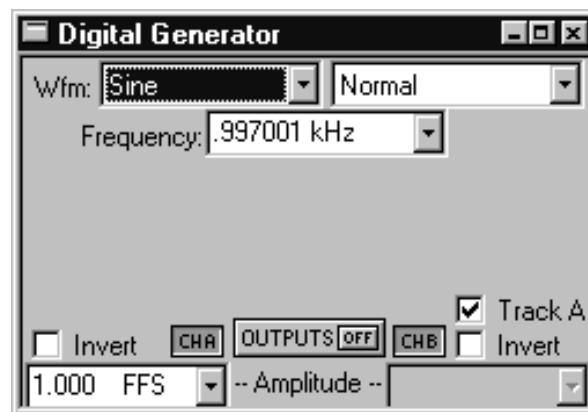 Digital Generator
Wfm: Sine Normal
Frequency: .997001 kHz
Track A
Invert CHA OUTPUTS OFF CHB Invert
1.000 FFS -- Amplitude --